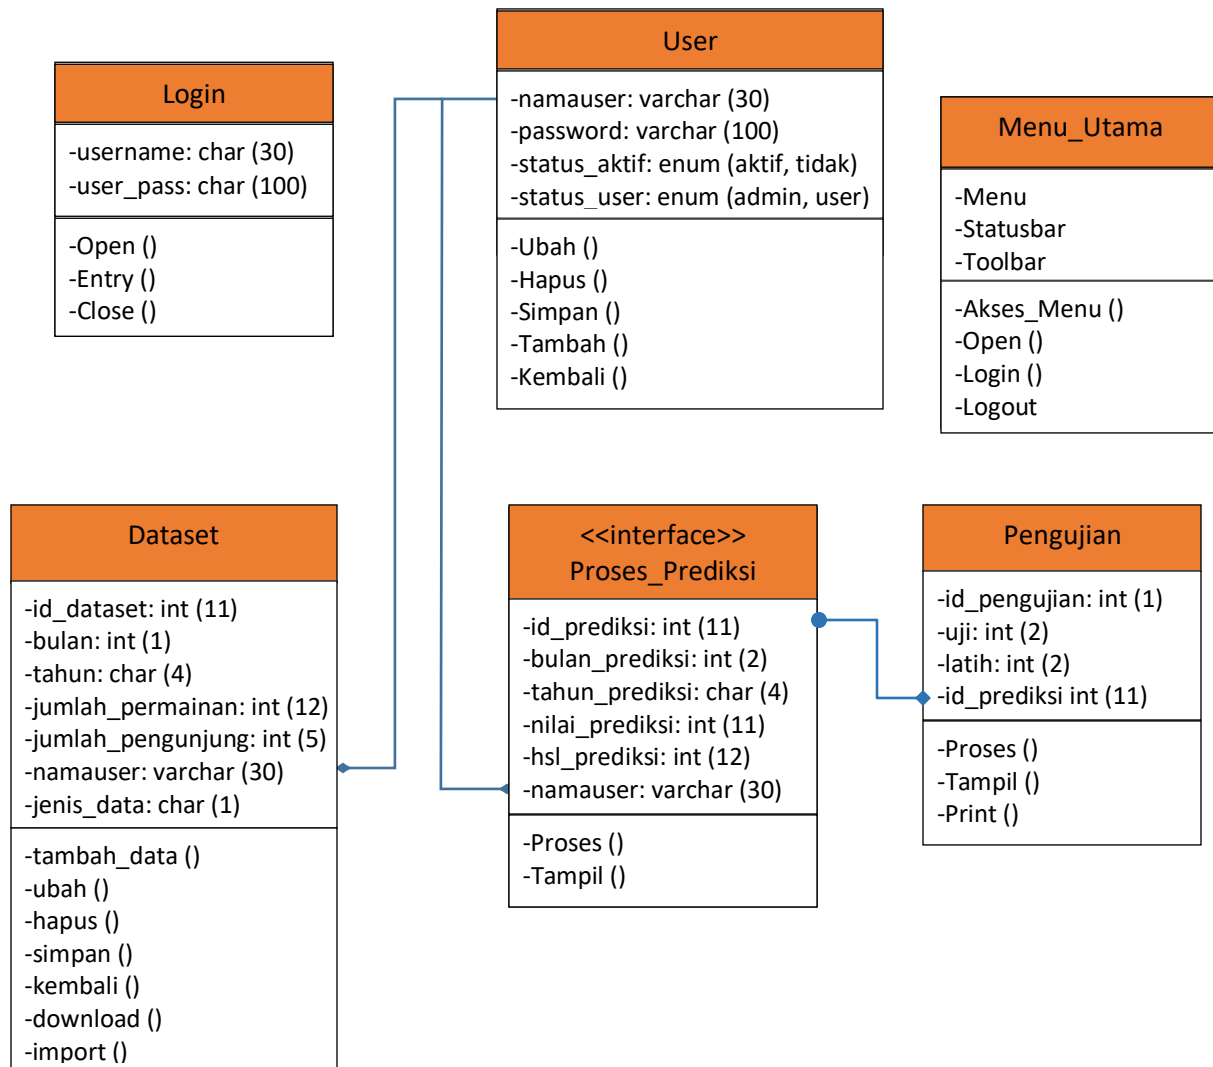 Login
-username: char (30)
-user_pass: char (100)
-Open ()
-Entry ()
-Close ()
User
-namauser: varchar (30)
-password: varchar (100)
-status_aktif: enum (aktif, tidak)
-status_user: enum (admin, user)
-Ubah ()
-Hapus ()
-Simpan ()
-Tambah ()
-Kembali ()
Menu_Utama
-Menu
-Statusbar
-Toolbar
-Akses_Menu ()
-Open ()
-Login ()
-Logout
Dataset
-id_dataset: int (11)
-bulan: int (1)
-tahun: char (4)
-jumlah_permainan: int (12)
-jumlah_pengunjung: int (5)
-namauser: varchar (30)
-jenis_data: char (1)
-tambah_data ()
-ubah ()
-hapus ()
-simpan ()
-kembali ()
-download ()
-import ()
<<interface>>
Proses_Prediksi
-id_prediksi: int (11)
-bulan_prediksi: int (2)
-tahun_prediksi: char (4)
-nilai_prediksi: int (11)
-hsl_prediksi: int (12)
-namauser: varchar (30)
-Proses ()
-Tampil ()
Pengujian
-id_pengujian: int (1)
-uji: int (2)
-latih: int (2)
-id_prediksi int (11)
-Proses ()
-Tampil ()
-Print ()